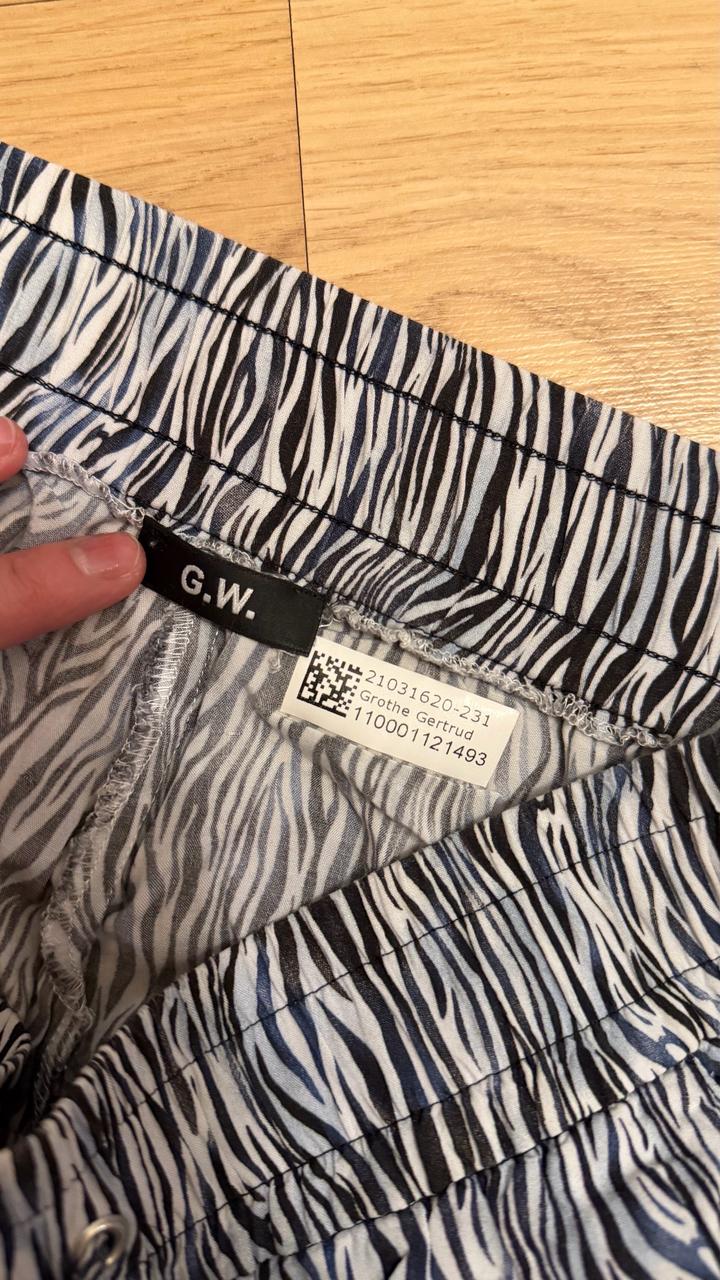 G.W.
21031620-231
Grothe Gertrud
110001121493